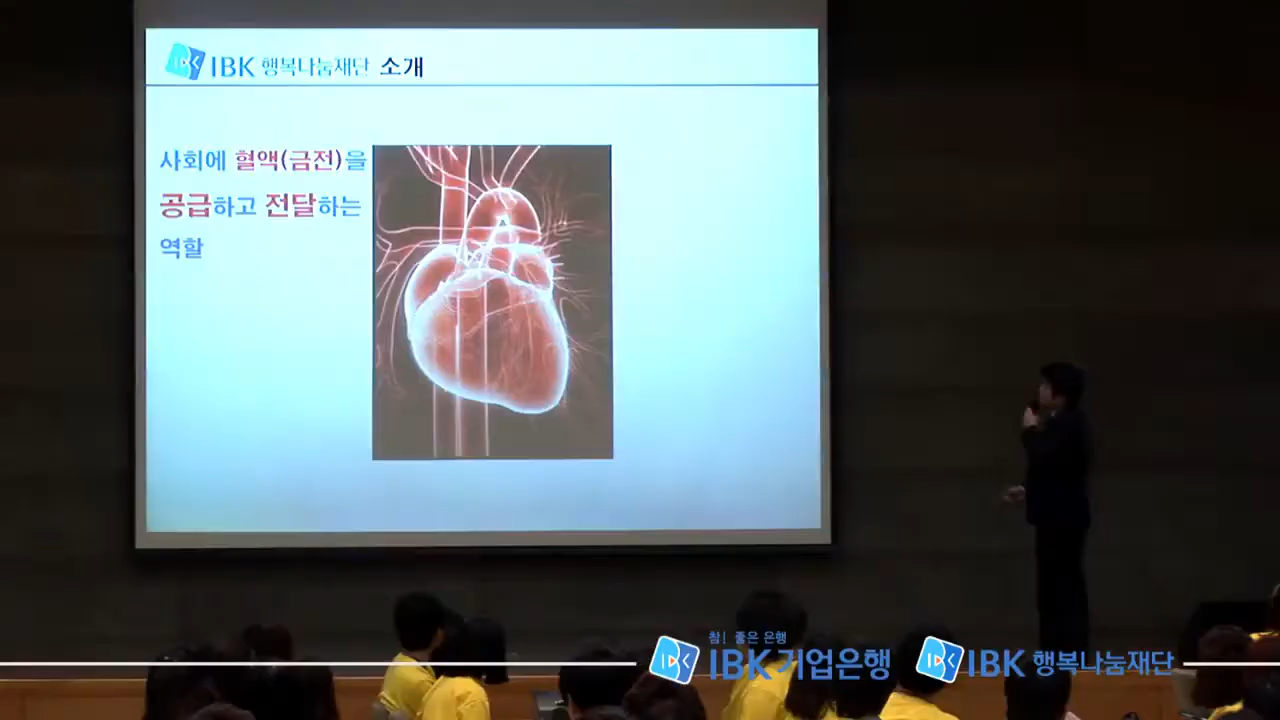 IBK 행복나눔재단 소개
사회에 혈액(금전)을
공급하고 전달하는
역할
참! 좋은 은행
IBK 기업은행
IBK 행복나눔재단